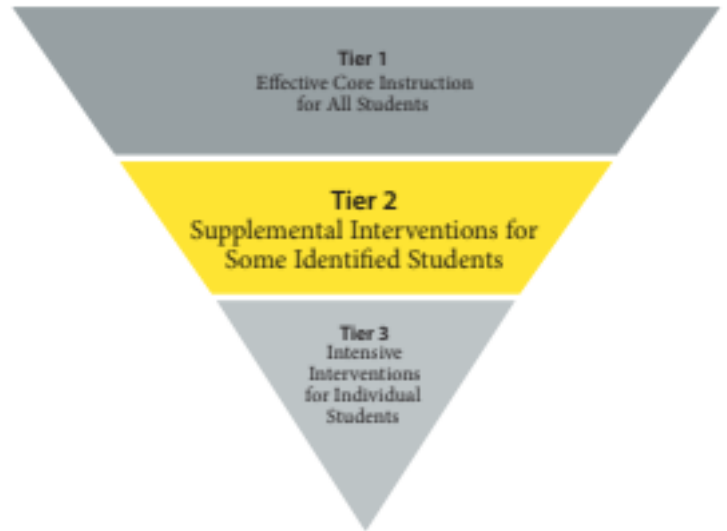 Tier 1
Effective Core Instruction
for All Students
Tier 2
Supplemental Interventions for
Some Identified Students
Tier 3
Intensive
Interventions
for Individual
Students